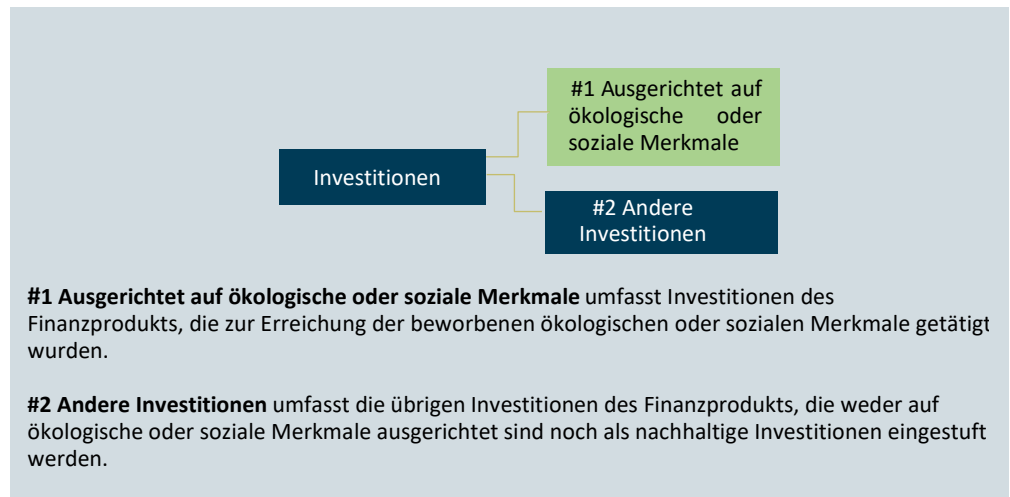 #1 Ausgerichtet auf
ökologische oder
soziale Merkmale
Investitionen
#2 Andere
Investitionen
#1 Ausgerichtet auf ökologische oder soziale Merkmale umfasst Investitionen des
Finanzprodukts, die zur Erreichung der beworbenen ökologischen oder sozialen Merkmale getätigt
wurden.
#2 Andere Investitionen umfasst die übrigen Investitionen des Finanzprodukts, die weder auf
ökologische oder soziale Merkmale ausgerichtet sind noch als nachhaltige Investitionen eingestuft
werden.